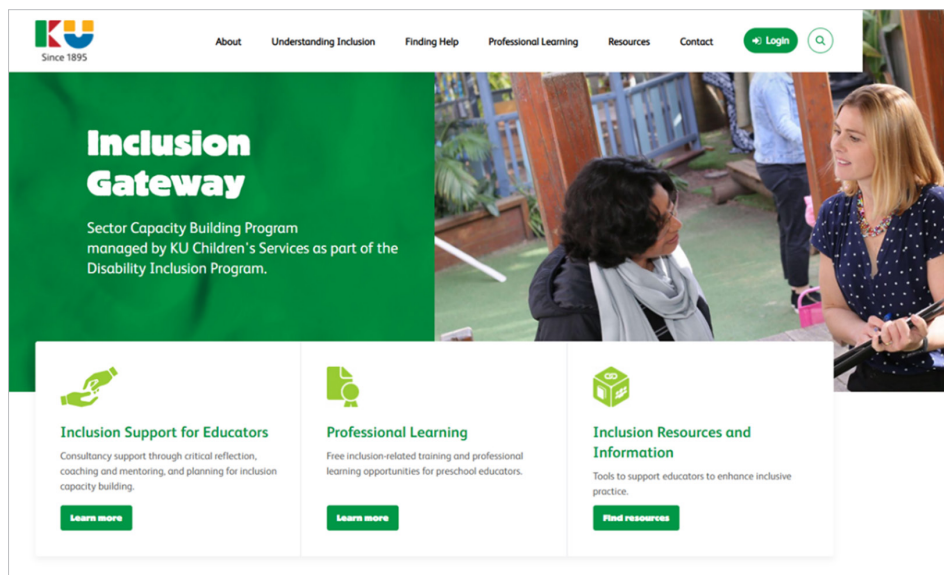 KU
Since 1895
About
Understanding Inclusion
Finding Help
Professional Learning
Resources
Contact
Login
Inclusion
Gateway
Sector Capacity Building Program
managed by KU Children's Services as part of the
Disability Inclusion Program.
Inclusion Support for Educators
Consultancy support through critical reflection,
coaching and mentoring, and planning for inclusion
capacity building.
Learn more
Professional Learning
Free inclusion-related training and professional
learning opportunities for preschool educators.
Learn more
Inclusion Resources and
Information
Tools to support educators to enhance inclusive
practice.
Find resources